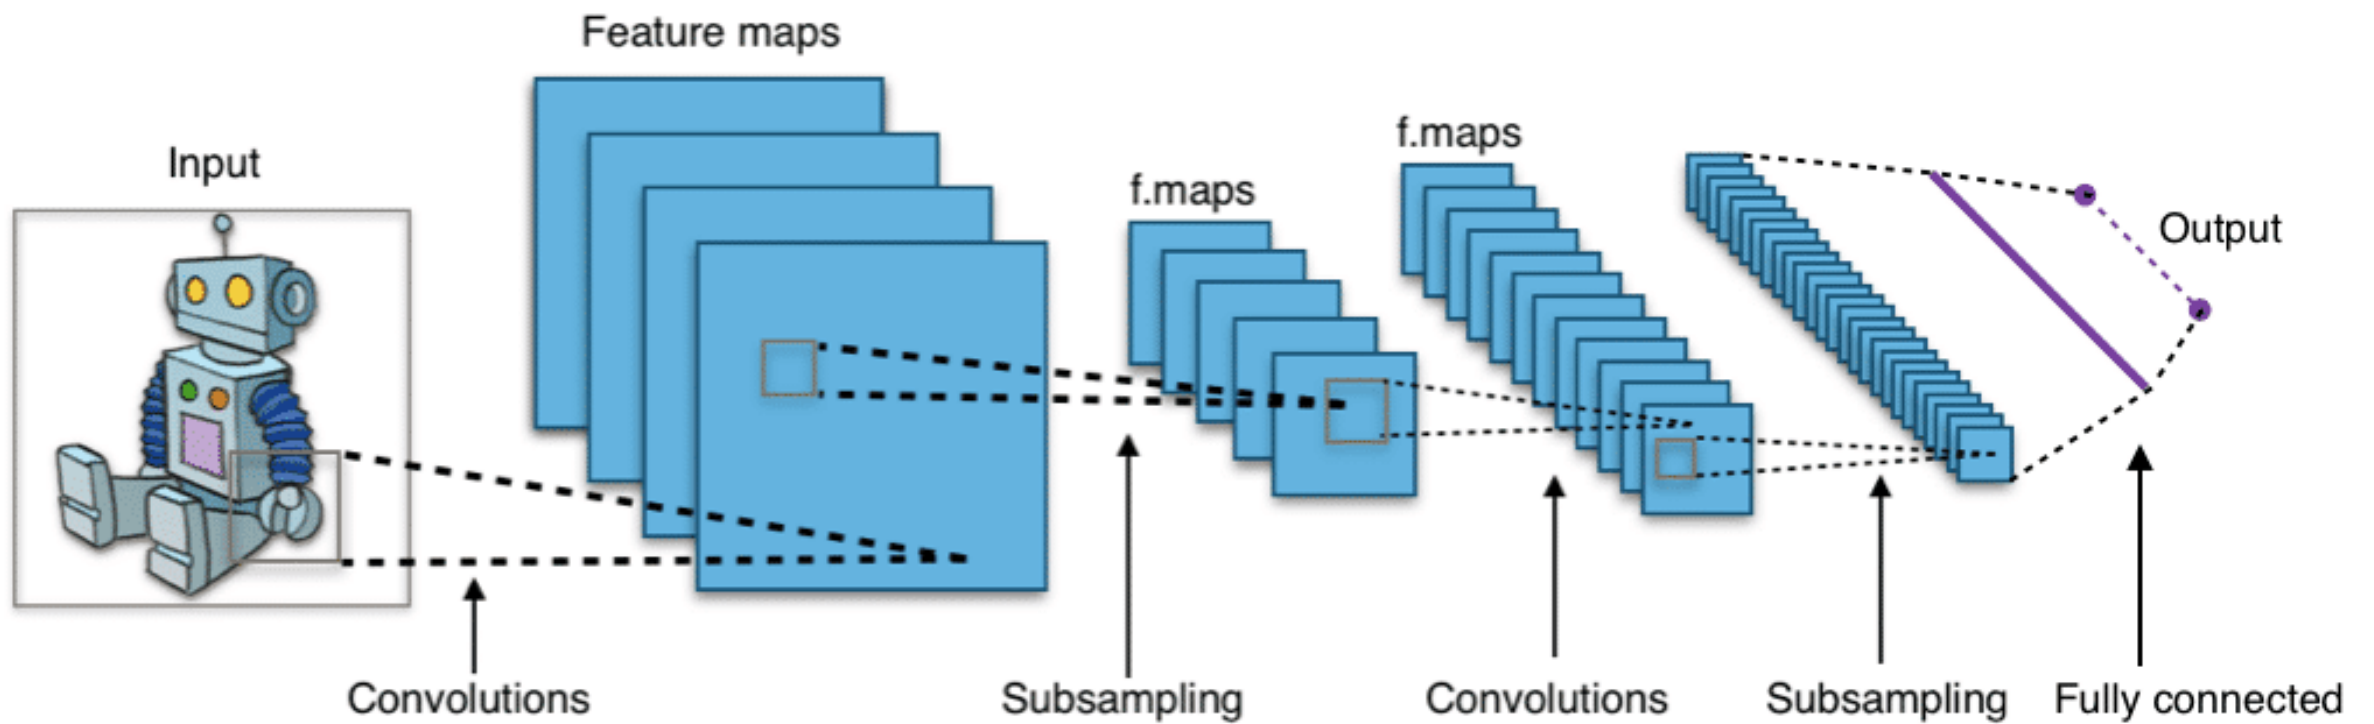 Feature maps
f.maps
Input
f.maps
Output
Convolutions
Subsampling
Convolutions
Subsampling
Fully connected